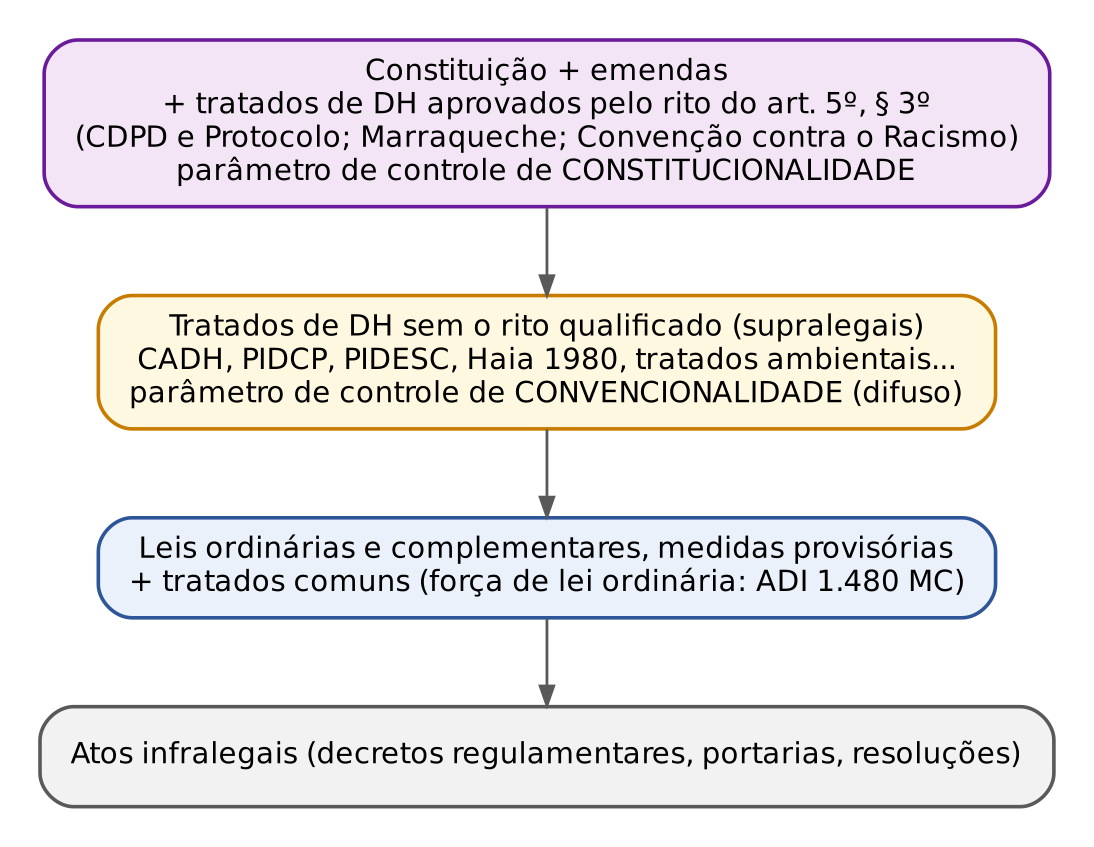 Constituição + emendas
+ tratados de DH aprovados pelo rito do art. 5º, § 3º
(CDPD e Protocolo; Marraqueche; Convenção contra o Racismo)
parâmetro de controle de CONSTITUCIONALIDADE
Tratados de DH sem o rito qualificado (supralegais)
CADH, PIDCP, PIDESC, Haia 1980, tratados ambientais...
parâmetro de controle de CONVENCIONALIDADE (difuso)
Leis ordinárias e complementares, medidas provisórias
+ tratados comuns (força de lei ordinária: ADI 1.480 MC)
Atos infralegais (decretos regulamentares, portarias, resoluções)